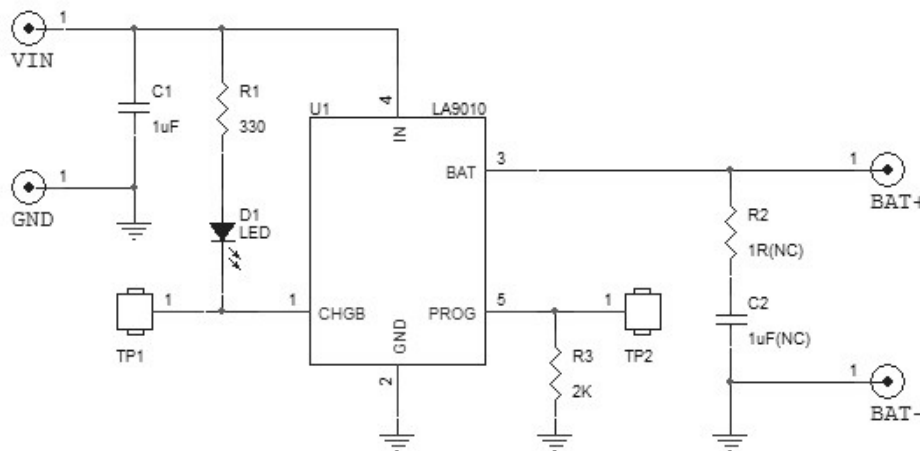 1
VIN
C1
1uF
R1
330
4
U1
LA9010
IN
BAT
3
1
BAT+
1
GND
D1
LED
R2
1R(NC)
1
TP1
1
CHGB
GND
PROG
5
1
TP2
C2
1uF(NC)
2
R3
2K
1
BAT-